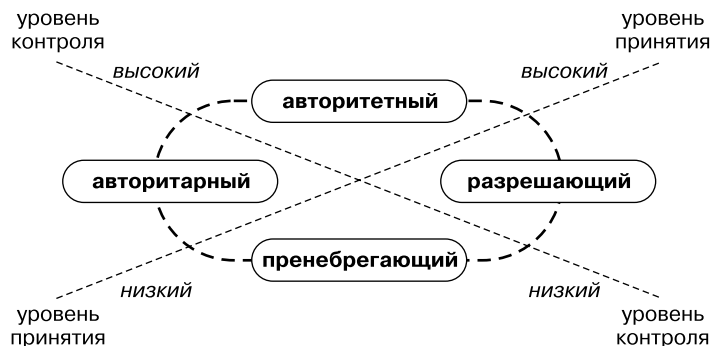 уровень
контроля
уровень
принятия
высокий
высокий
авторитетный
авторитарный
разрешающий
пренебрегающий
низкий
низкий
уровень
принятия
уровень
контроля